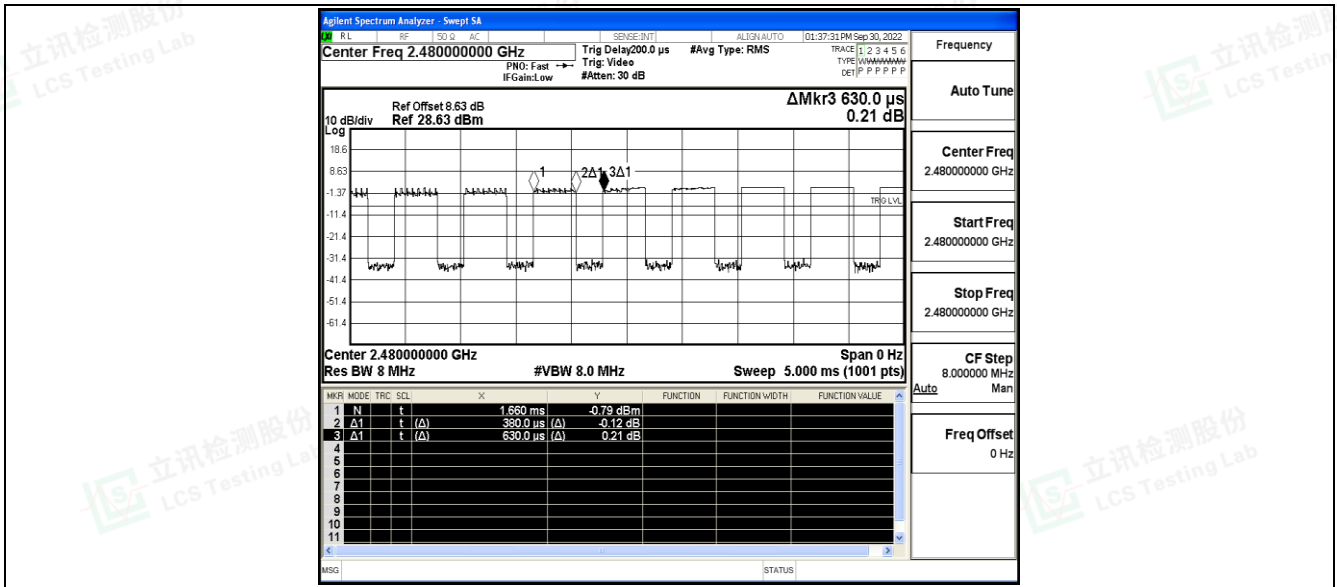 Agilent Spectrum Analyzer - Swept SA
RL RF 50 Ω AC SENSE:INT ALIGNAUTO 01:37:31 PM Sep 30, 2022
Center Freq 2.480000000 GHz
PNO: Fast
IFGain:Low
Trig Delay200.0 µs
Trig: Video
#Atten: 30 dB
#Avg Type: RMS
TRACE 1 2 3 4 5 6
TYPE WWWWWW
DET P P P P P P
Ref Offset 8.63 dB
10 dB/div Ref 28.63 dBm
Log
ΔMkr3 630.0 µs
0.21 dB
18.6
8.63
-1.37
-11.4
-21.4
-31.4
-41.4
-51.4
-61.4
1 2Δ1 3Δ1
TRIG LVL
Center 2.480000000 GHz Span 0 Hz
Res BW 8 MHz #VBW 8.0 MHz Sweep 5.000 ms (1001 pts)
MKR MODE TRC SCL X Y FUNCTION FUNCTION WIDTH FUNCTION VALUE
1 N t 1.660 ms -0.79 dBm
2 Δ1 t (Δ) 380.0 µs (Δ) -0.12 dB
3 Δ1 t (Δ) 630.0 µs (Δ) 0.21 dB
4
5
6
7
8
9
10
11
MSG STATUS
Frequency
Auto Tune
Center Freq
2.480000000 GHz
Start Freq
2.480000000 GHz
Stop Freq
2.480000000 GHz
CF Step
8.000000 MHz
Auto Man
Freq Offset
0 Hz
立讯检测股份
LCS Testing Lab
立讯检测
LCS Test
立讯检测股份
LCS Testing Lab
立讯检测股份
LCS Testing Lab